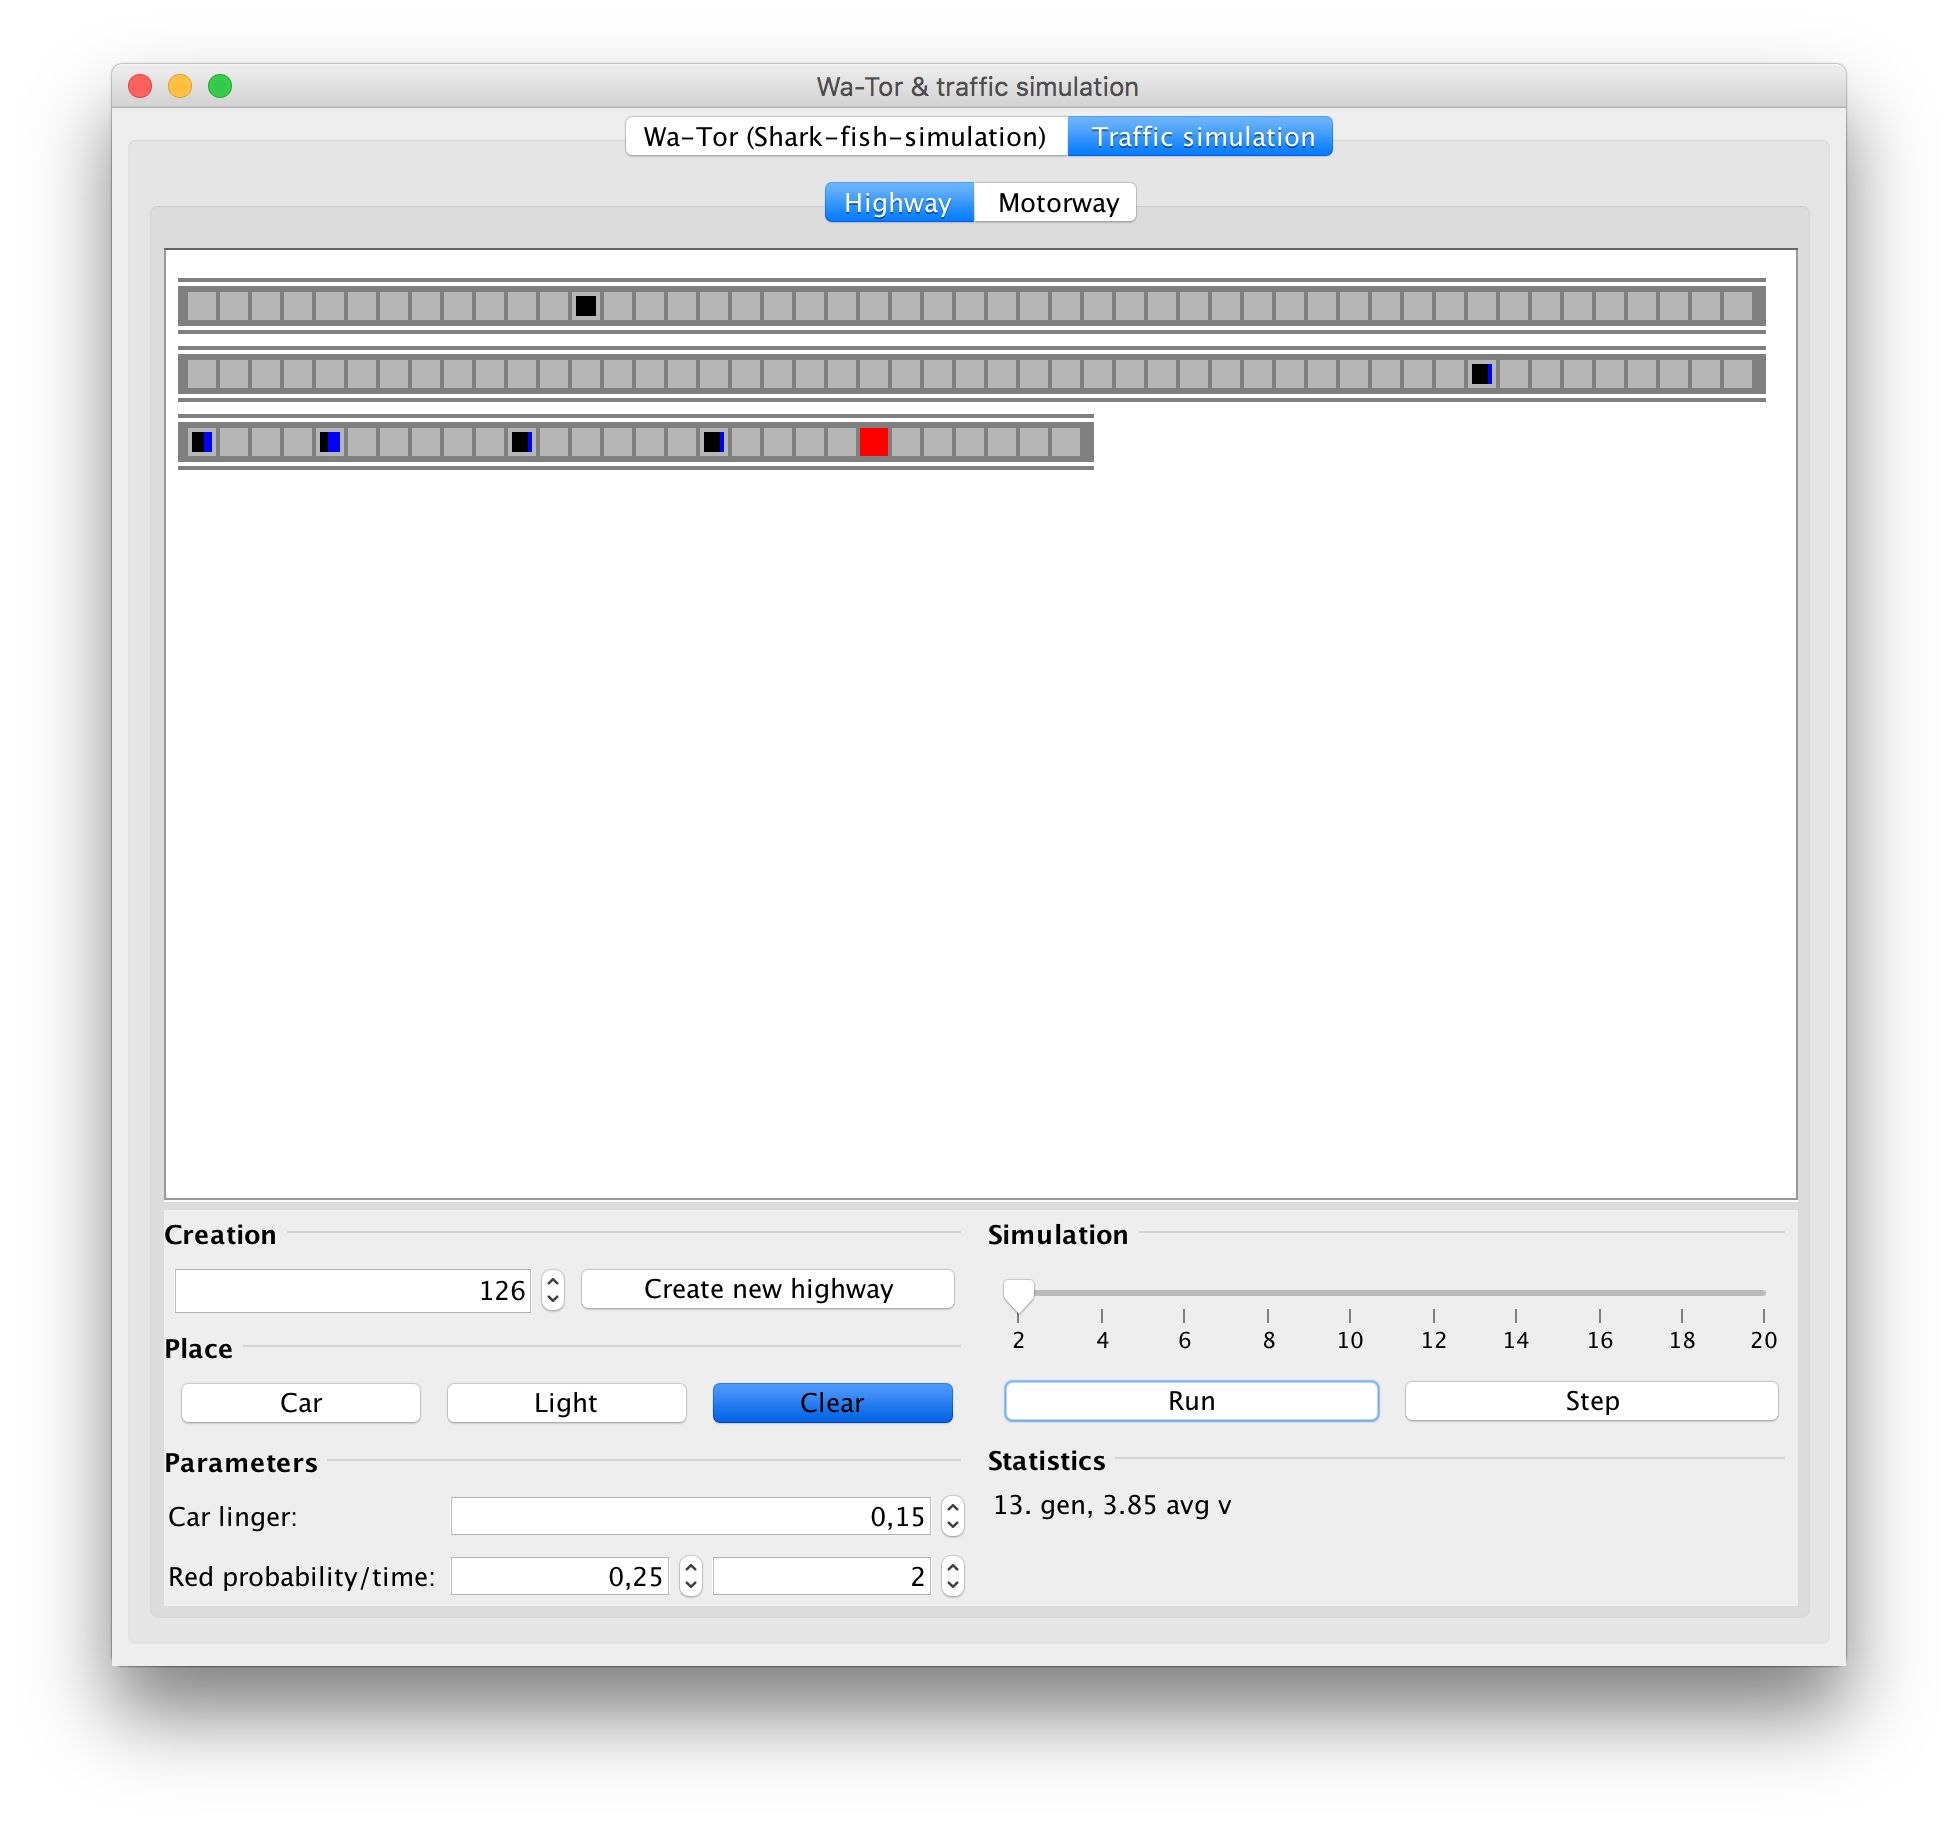 Wa-Tor & traffic simulation
Wa-Tor (Shark-fish-simulation) Traffic simulation
Highway Motorway
Creation
126 Create new highway
Place
Car Light Clear
Parameters
Car linger: 0,15
Red probability/time: 0,25 2
Simulation
2 4 6 8 10 12 14 16 18 20
Run Step
Statistics
13. gen, 3.85 avg v